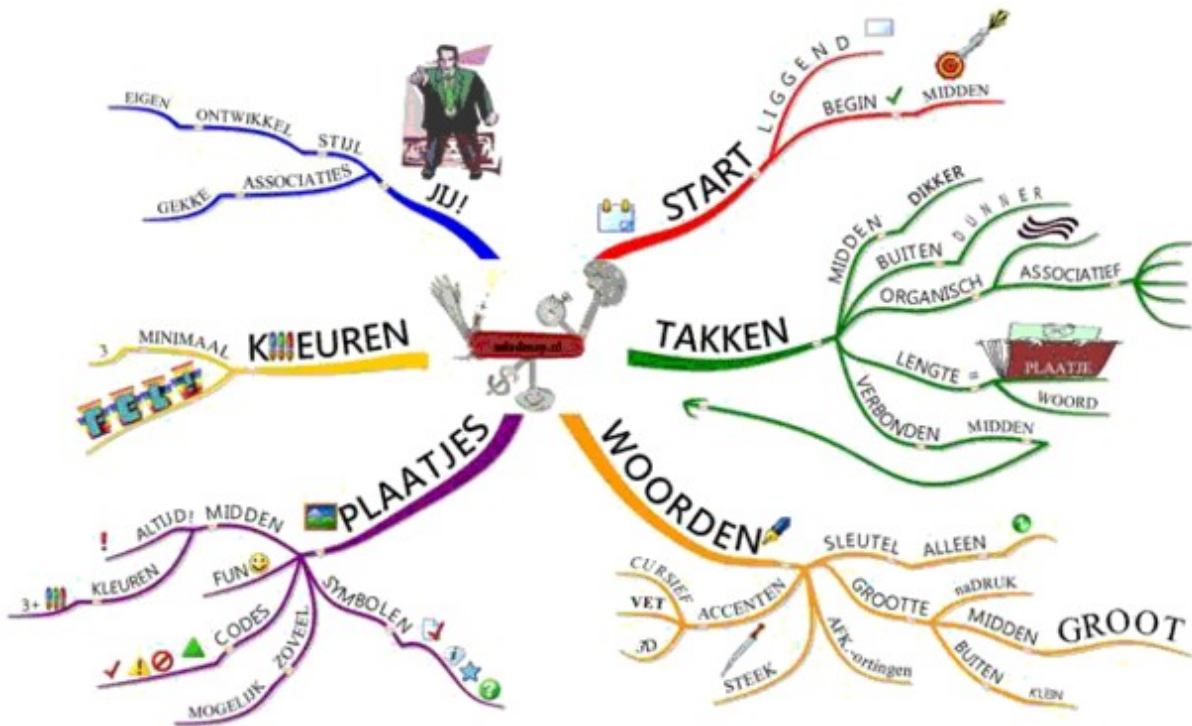 START
LIGGEND
BEGIN
MIDDEN
TAKKEN
MIDDEN
DIKKER
BUITEN
DUNNER
ORGANISCH
ASSOCIATIEF
LENGTE =
PLAATJE
WOORD
VERBONDEN
MIDDEN
WOORDEN
SLEUTEL
ALLEEN
GROOTTE
naDRUK
MIDDEN
GROOT
BUITEN
KLEIN
AFK.-ortingen
STEEK
ACCENTEN
CURSIEF
VET
3D
PLAATJES
MIDDEN
ALTIJD!
KLEUREN
3+
FUN
CODES
ZOVEEL
MOGELIJK
SYMBOLEN
KLEUREN
MINIMAAL
3
JIJ!
STIJL
ONTWIKKEL
EIGEN
ASSOCIATIES
GEKKE